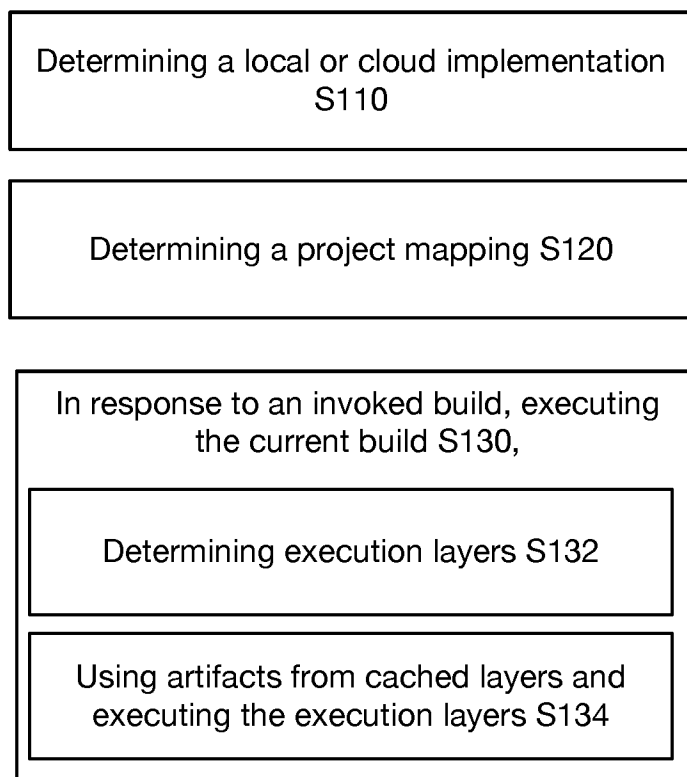 Determining a local or cloud implementation
S110
Determining a project mapping S120
In response to an invoked build, executing
the current build S130,
Determining execution layers S132
Using artifacts from cached layers and
executing the execution layers S134